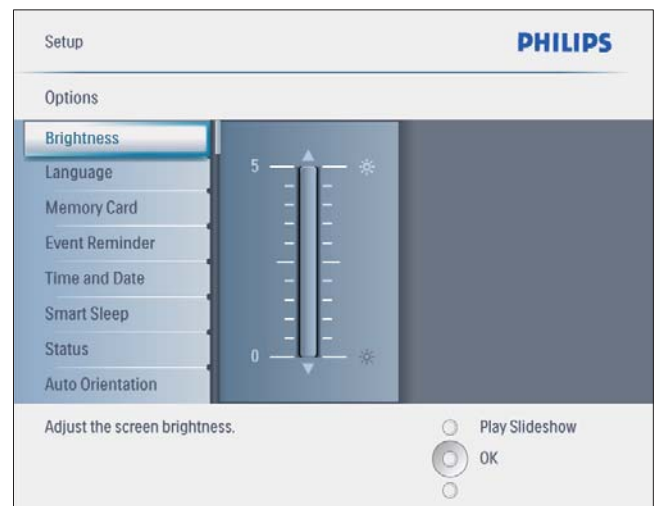 Setup
PHILIPS
Options
Brightness
Language
Memory Card
Event Reminder
Time and Date
Smart Sleep
Status
Auto Orientation
5
0
Adjust the screen brightness.
Play Slideshow
OK